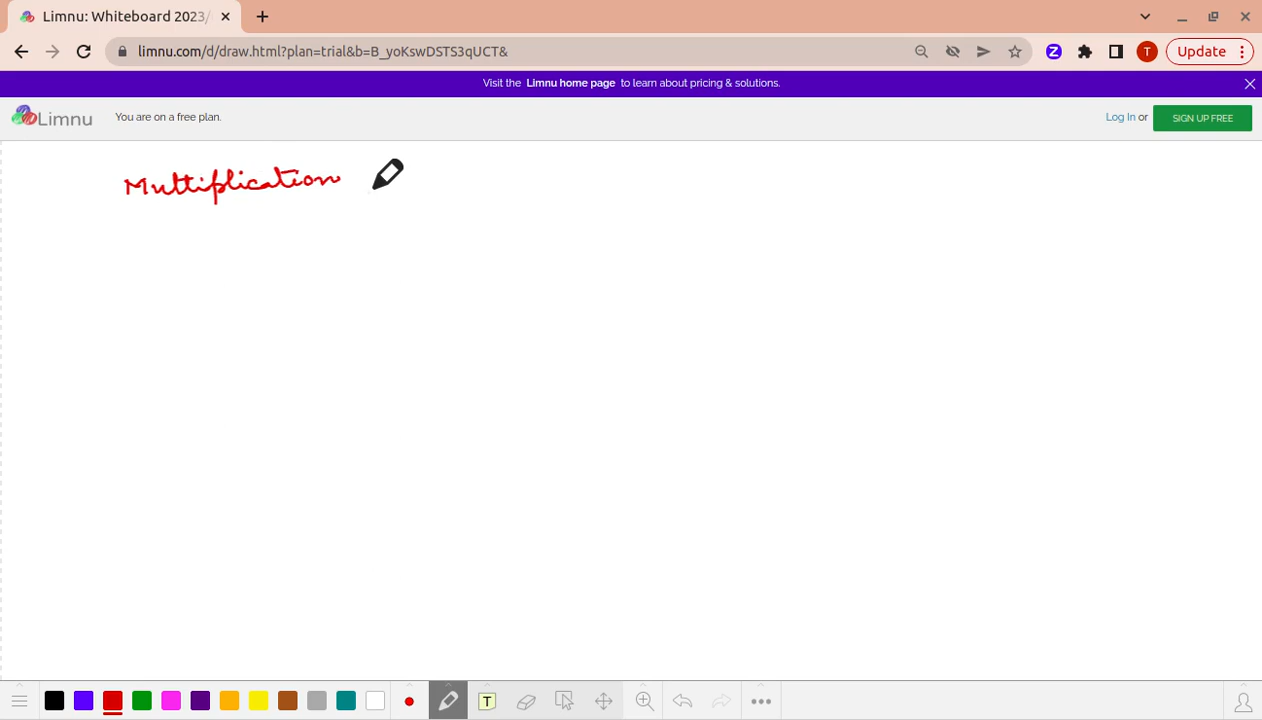 Limnu: Whiteboard 2023/
limnu.com/d/draw.html?plan=trial&b=B_yoKswDSTS3qUCT&
Z
T
Update
Visit the Limnu home page to learn about pricing & solutions.
Limnu
You are on a free plan.
Log In or
SIGN UP FREE
Multiplication
T